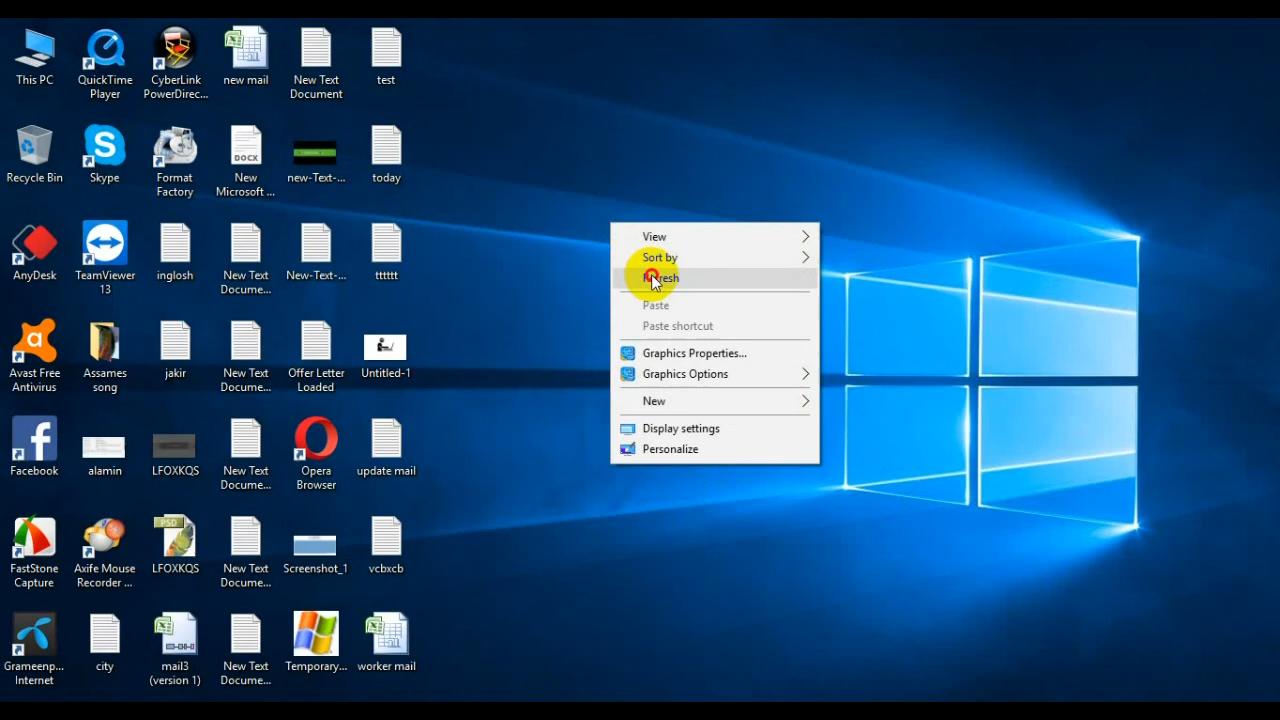 This PC
QuickTime
Player
CyberLink
PowerDirec...
new mail
New Text
Document
test
Recycle Bin
Skype
Format
Factory
DOCX
New
Microsoft ...
new-Text-...
today
AnyDesk
TeamViewer
13
inglosh
New Text
Docume...
New-Text-...
tttttt
Avast Free
Antivirus
Assames
song
jakir
New Text
Docume...
Offer Letter
Loaded
Untitled-1
Facebook
alamin
LFOXKQS
New Text
Docume...
Opera
Browser
update mail
FastStone
Capture
Axife Mouse
Recorder ...
PSD
LFOXKQS
New Text
Docume...
Screenshot_1
vcbxcb
Grameenp...
Internet
city
mail3
(version 1)
New Text
Docume...
Temporary...
worker mail
View
Sort by
Refresh
Paste
Paste shortcut
Graphics Properties...
Graphics Options
New
Display settings
Personalize